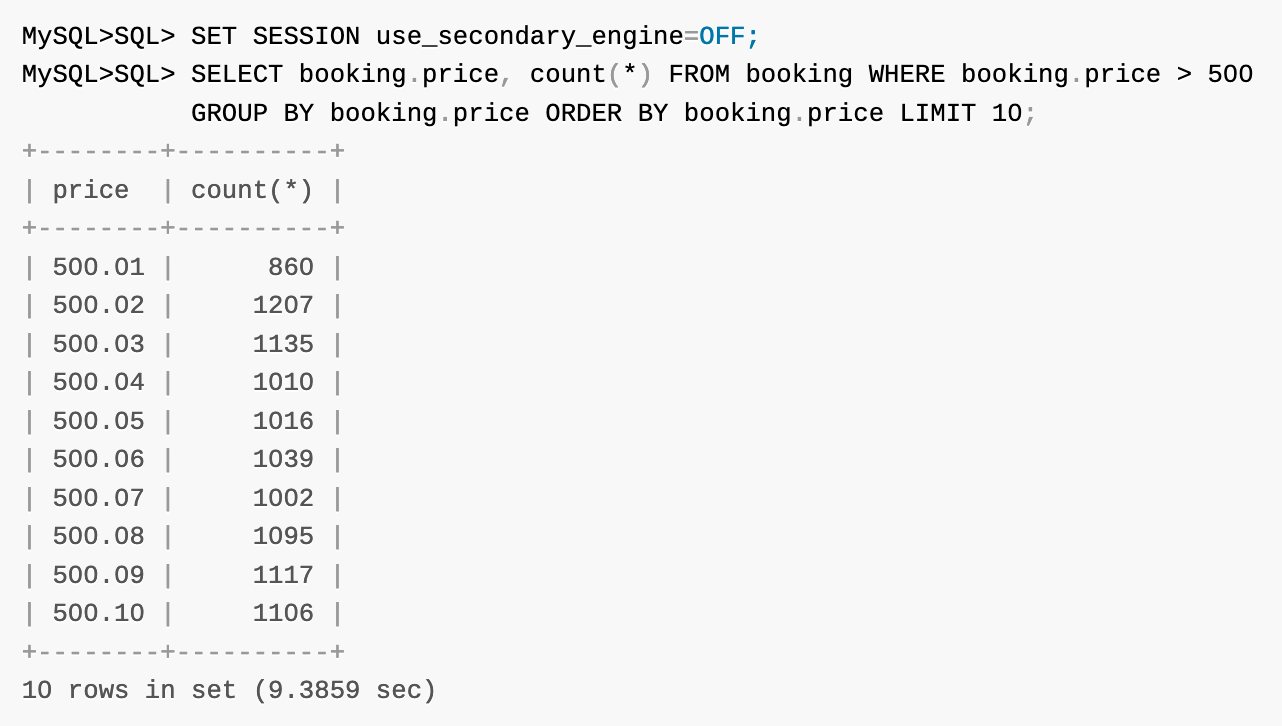 MySQL>SQL> SET SESSION use_secondary_engine=OFF;
MySQL>SQL> SELECT booking.price, count(*) FROM booking WHERE booking.price > 500
           GROUP BY booking.price ORDER BY booking.price LIMIT 10;
+--------+----------+
| price  | count(*) |
+--------+----------+
| 500.01 |      860 |
| 500.02 |     1207 |
| 500.03 |     1135 |
| 500.04 |     1010 |
| 500.05 |     1016 |
| 500.06 |     1039 |
| 500.07 |     1002 |
| 500.08 |     1095 |
| 500.09 |     1117 |
| 500.10 |     1106 |
+--------+----------+
10 rows in set (9.3859 sec)